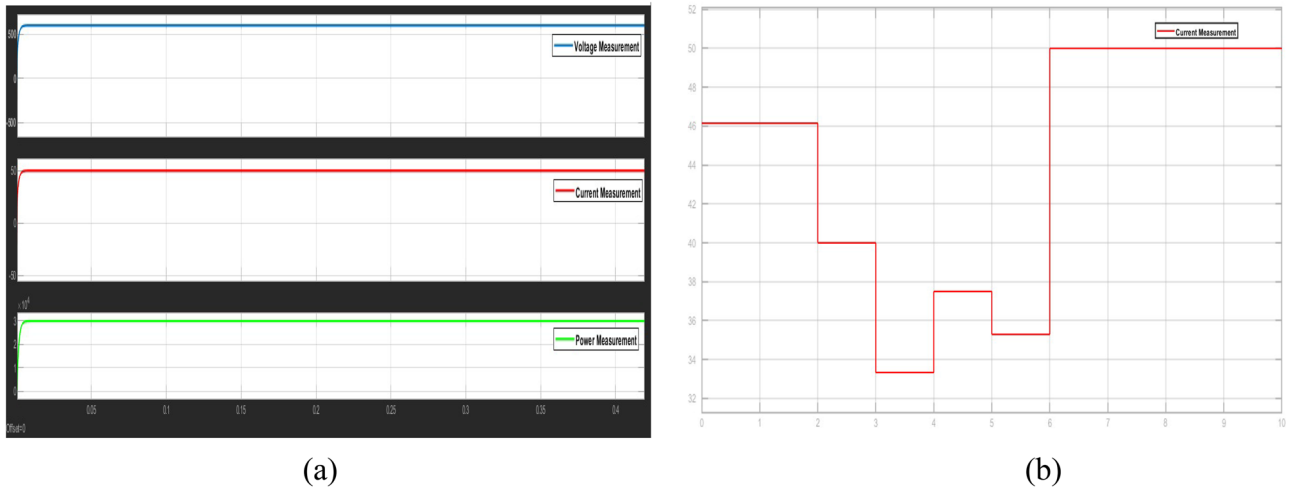 500
Voltage Measurement
0
-500
50
Current Measurement
0
-50
× 10⁴
3
Power Measurement
2
1
0
0.05 0.1 0.15 0.2 0.25 0.3 0.35 0.4
Offset=0
(a)
52
Current Measurement
50
48
46
44
42
40
38
36
34
32
0 1 2 3 4 5 6 7 8 9 10
(b)